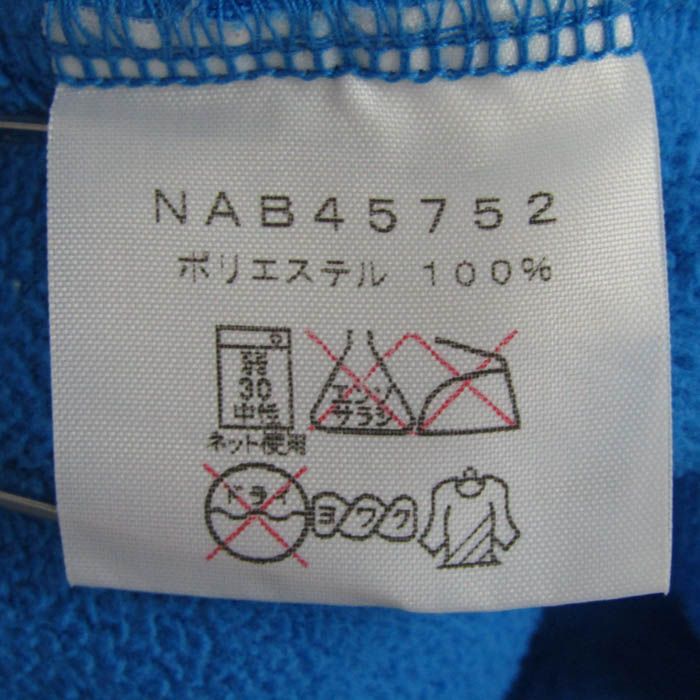 NAB45752
ポリエステル 100%
弱
30
中性
ネット使用
エンソ
サラシ
ドライ
ヨワク